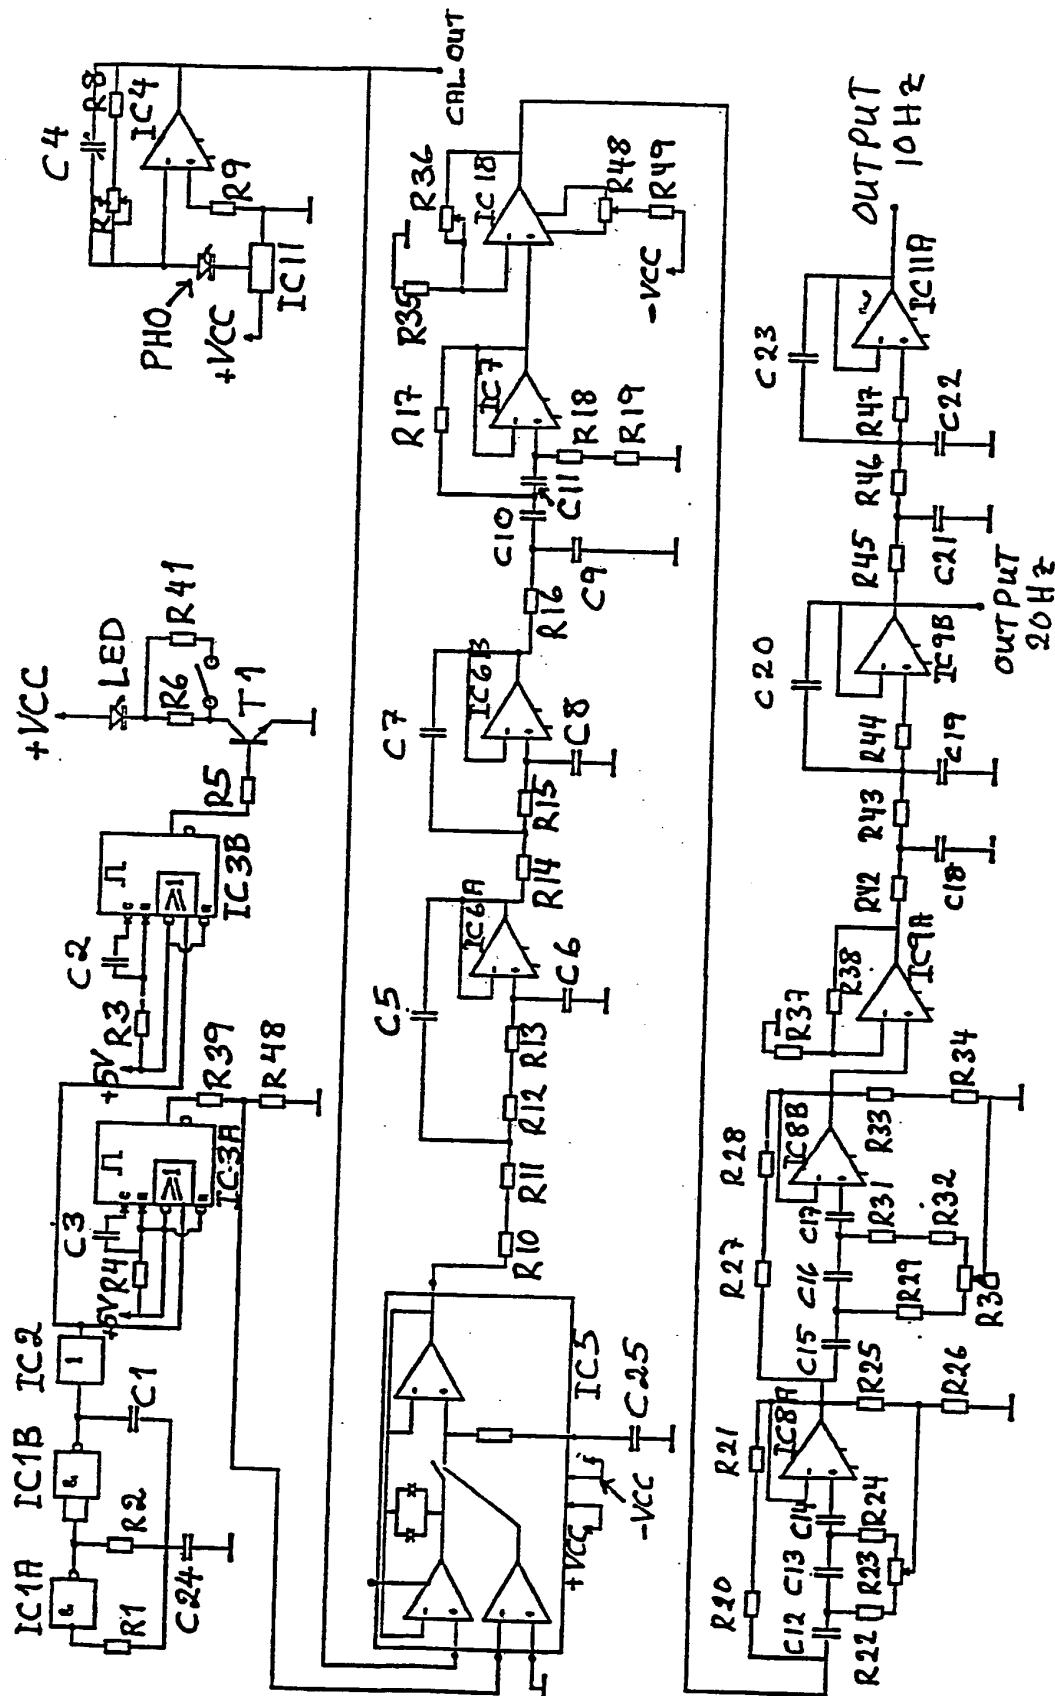 IC1A
IC1B
IC2
&
&
1
R1
R2
C24
C1
+5V
R4
C3
IC3A
≥1
C
R
R
R39
R48
+5V
R3
C2
IC3B
≥1
C
R
R
R5
T1
R6
R41
LED
+VCC
PHO
+VCC
IC11
R7
C4
R8
IC4
R9
CAL OUT
IC5
+VCC
-VCC
C25
R10
R11
R12
R13
C5
C6
IC6A
R14
R15
C7
C8
IC6B
R16
C9
C10
C11
R17
IC7
R18
R19
R35
R36
IC18
R48
R49
-VCC
R20
R21
C12
C13
C14
R22
R23
R24
IC8A
R25
R26
C15
C16
C17
R27
R28
R29
R30
R31
R32
IC8B
R33
R34
R37
R38
IC9A
R42
C18
R43
C19
R44
C20
IC9B
OUTPUT
20Hz
R45
C21
R46
C22
R47
C23
IC11A
OUTPUT
10Hz